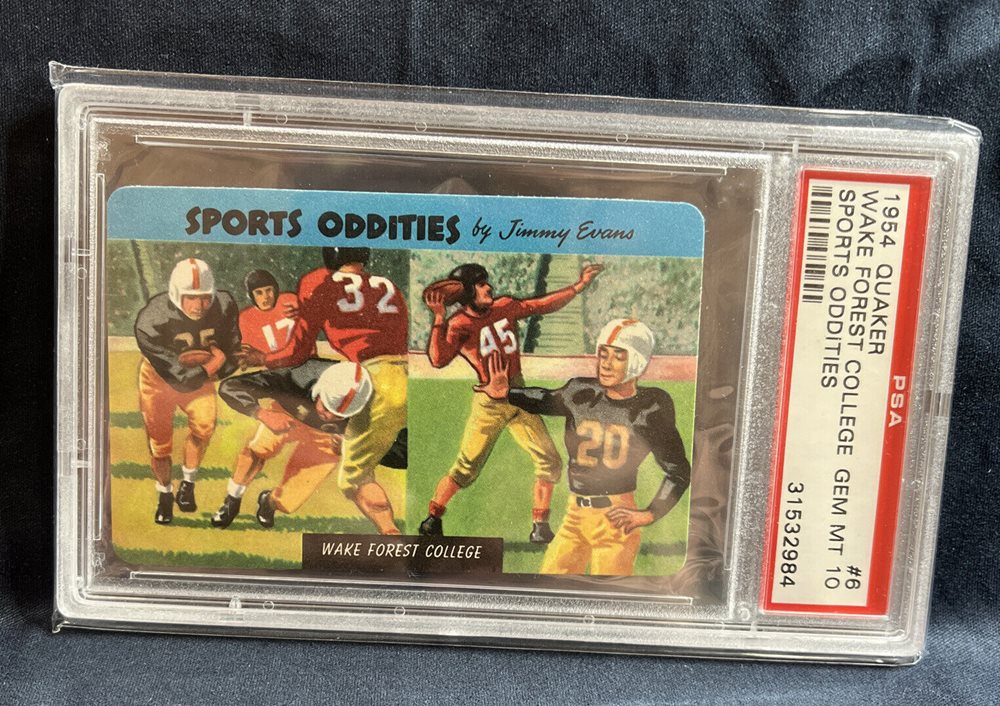 SPORTS ODDITIES by Jimmy Evans
17
32
45
20
WAKE FOREST COLLEGE
1954 QUAKER #6
WAKE FOREST COLLEGE GEM MT
SPORTS ODDITIES 10
31532984
PSA